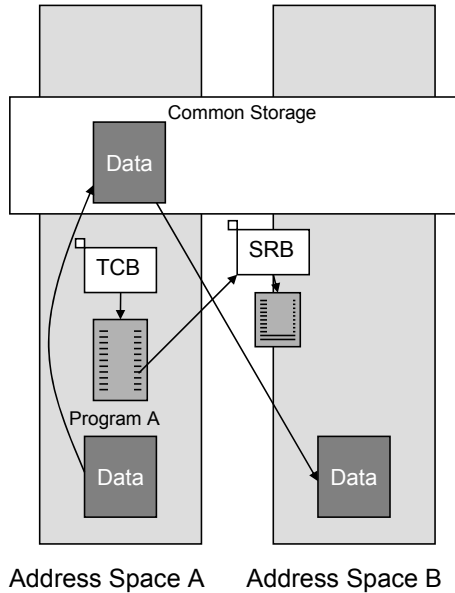 Common Storage
Data
TCB
SRB
Program A
Data
Data
Address Space A
Address Space B